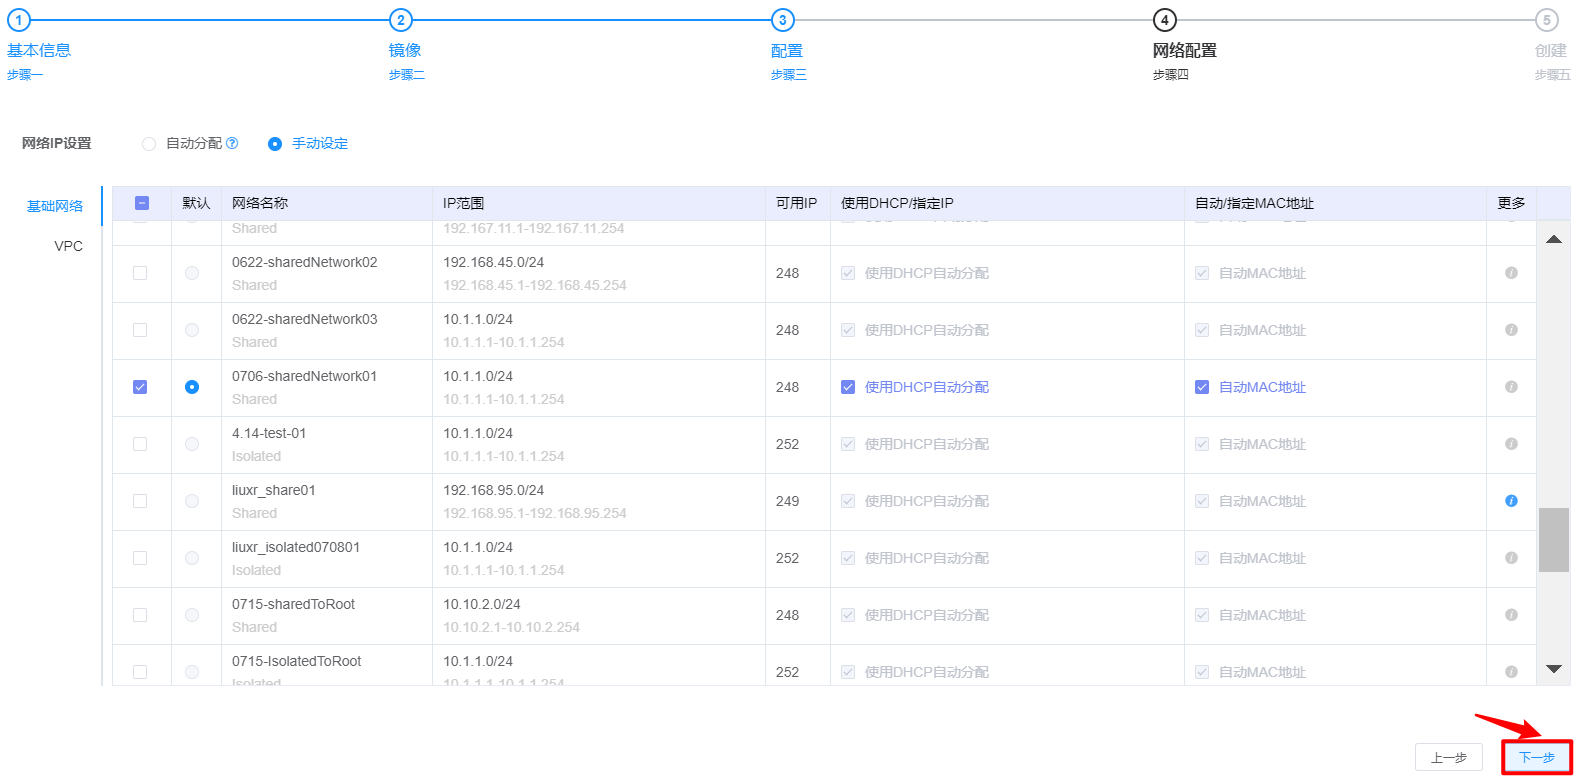 1 2 3 4 5
基本信息 镜像 配置 网络配置 创建
步骤一 步骤二 步骤三 步骤四 步骤五
网络IP设置 自动分配 ? 手动设定
基础网络
VPC
默认 网络名称 IP范围 可用IP 使用DHCP/指定IP 自动/指定MAC地址 更多
Shared 192.167.11.1-192.167.11.254
0622-sharedNetwork02 192.168.45.0/24
Shared 192.168.45.1-192.168.45.254
248 使用DHCP自动分配 自动MAC地址
0622-sharedNetwork03 10.1.1.0/24
Shared 10.1.1.1-10.1.1.254
248 使用DHCP自动分配 自动MAC地址
0706-sharedNetwork01 10.1.1.0/24
Shared 10.1.1.1-10.1.1.254
248 使用DHCP自动分配 自动MAC地址
4.14-test-01 10.1.1.0/24
Isolated 10.1.1.1-10.1.1.254
252 使用DHCP自动分配 自动MAC地址
liuxr_share01 192.168.95.0/24
Shared 192.168.95.1-192.168.95.254
249 使用DHCP自动分配 自动MAC地址
liuxr_isolated070801 10.1.1.0/24
Isolated 10.1.1.1-10.1.1.254
252 使用DHCP自动分配 自动MAC地址
0715-sharedToRoot 10.10.2.0/24
Shared 10.10.2.1-10.10.2.254
248 使用DHCP自动分配 自动MAC地址
0715-IsolatedToRoot 10.1.1.0/24
Isolated 10.1.1.1-10.1.1.254
252 使用DHCP自动分配 自动MAC地址
上一步 下一步